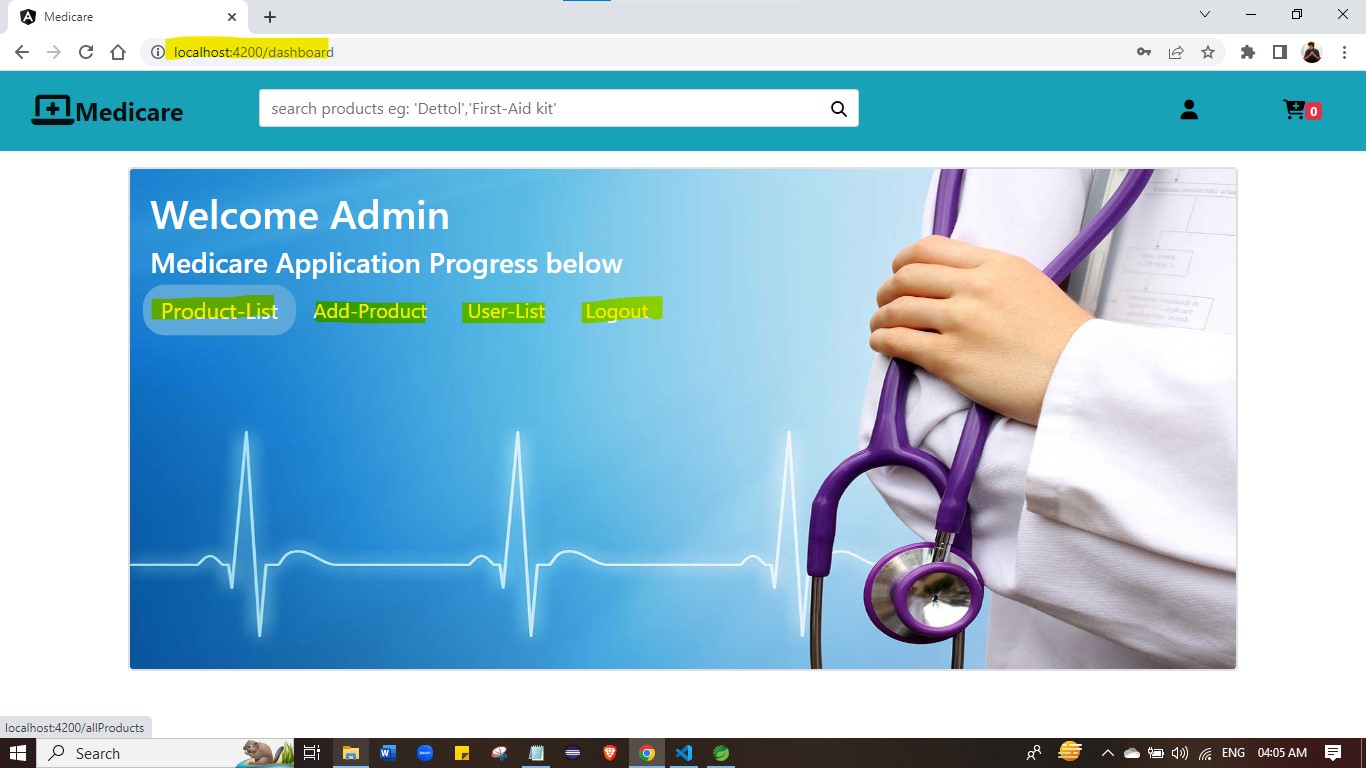 Medicare
localhost:4200/dashboard
Medicare
search products eg: 'Dettol','First-Aid kit'
0
Welcome Admin
Medicare Application Progress below
Product-List Add-Product User-List Logout
localhost:4200/allProducts
Search
ENG 04:05 AM